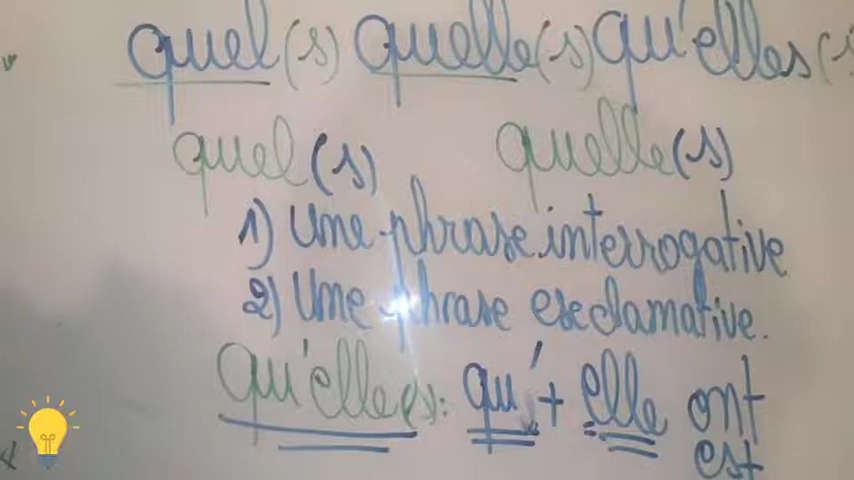 quel(s) quelle(s) qu'elles(s
quel(s) quelle(s)
1) Une phrase interrogative
2) Une phrase exclamative.
qu'elle(s): qu' + elle ont
est